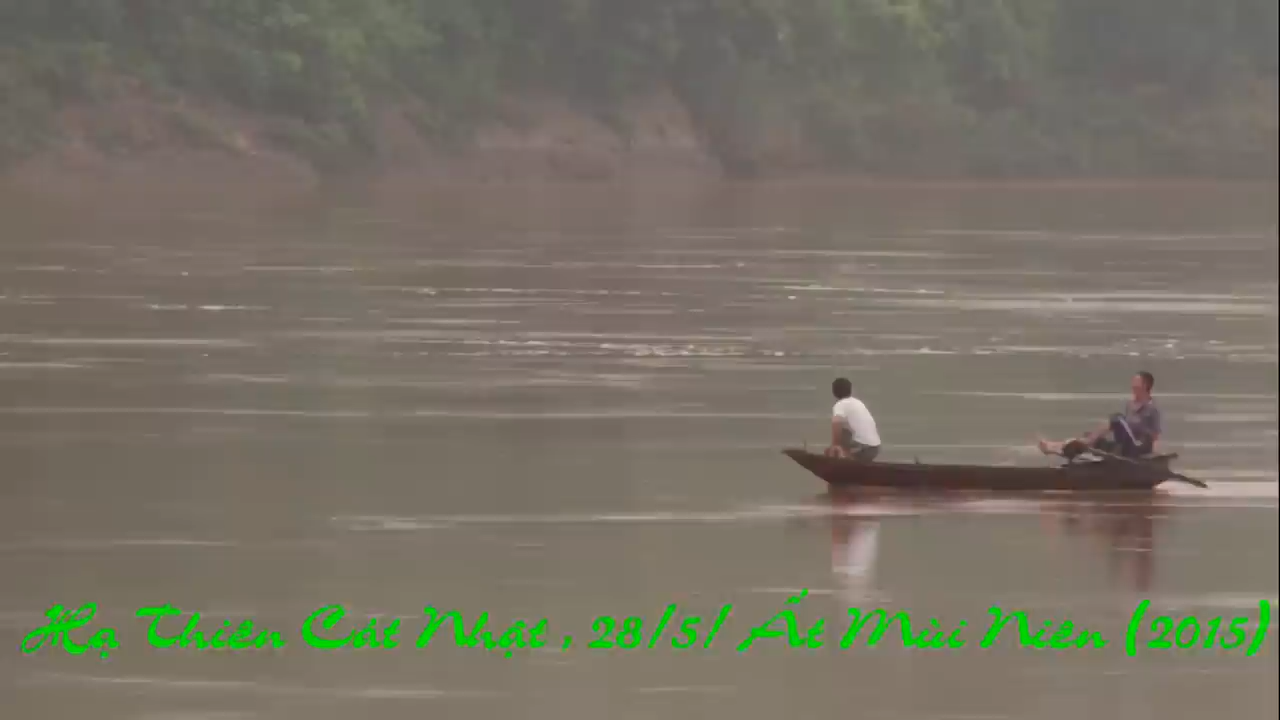 Hạ Thiên Cát Nhật, 28/5/ Ất Mùi Niên (2015)